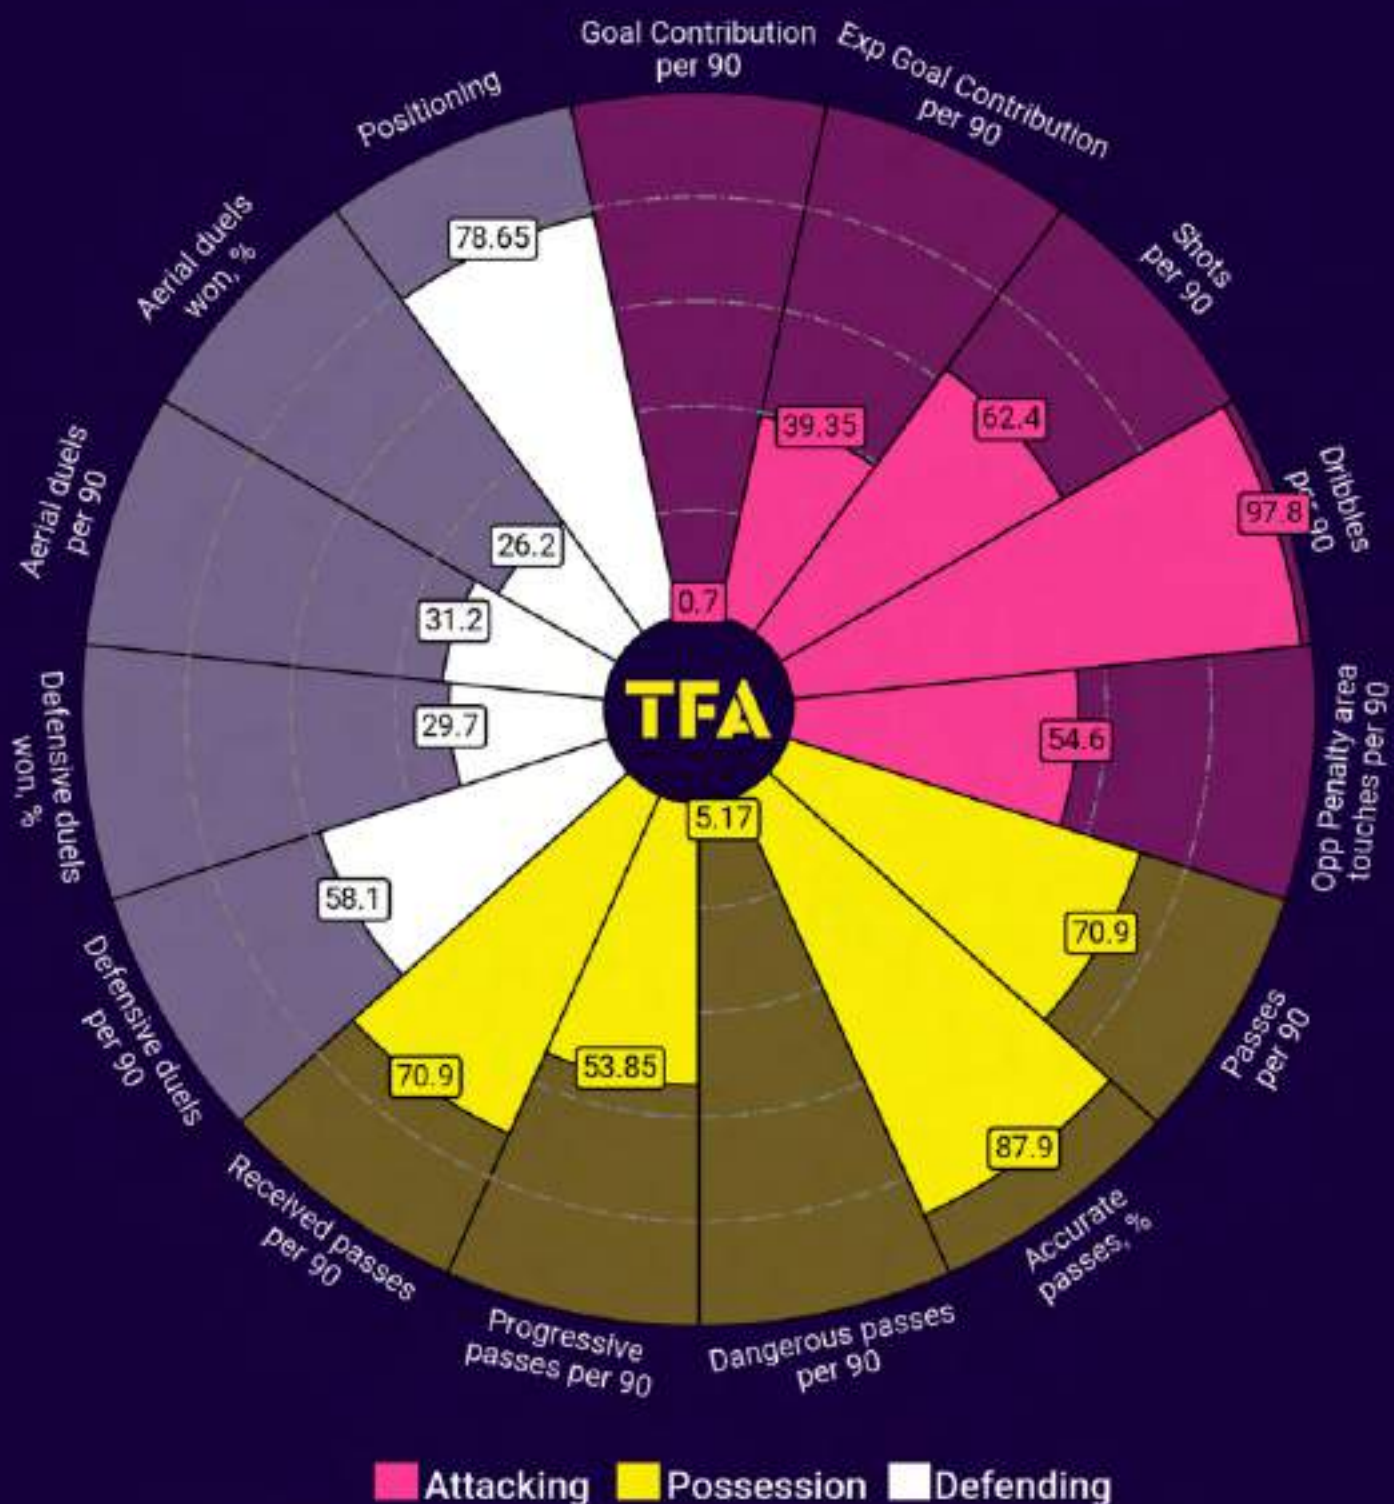 Goal Contribution
per 90
Exp Goal Contribution
per 90
Shots
per 90
Dribbles
per 90
Opp Penalty area
touches per 90
Passes
per 90
Accurate
passes, %
Dangerous passes
per 90
Progressive
passes per 90
Received passes
per 90
Defensive duels
per 90
Defensive duels
won, %
Aerial duels
per 90
Aerial duels
won, %
Positioning
0.7
39.35
62.4
97.8
54.6
70.9
87.9
5.17
53.85
70.9
58.1
29.7
31.2
26.2
78.65
TFA
Attacking Possession Defending